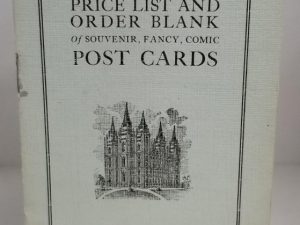 PRICE LIST AND
ORDER BLANK
Of SOUVENIR, FANCY, COMIC
POST CARDS